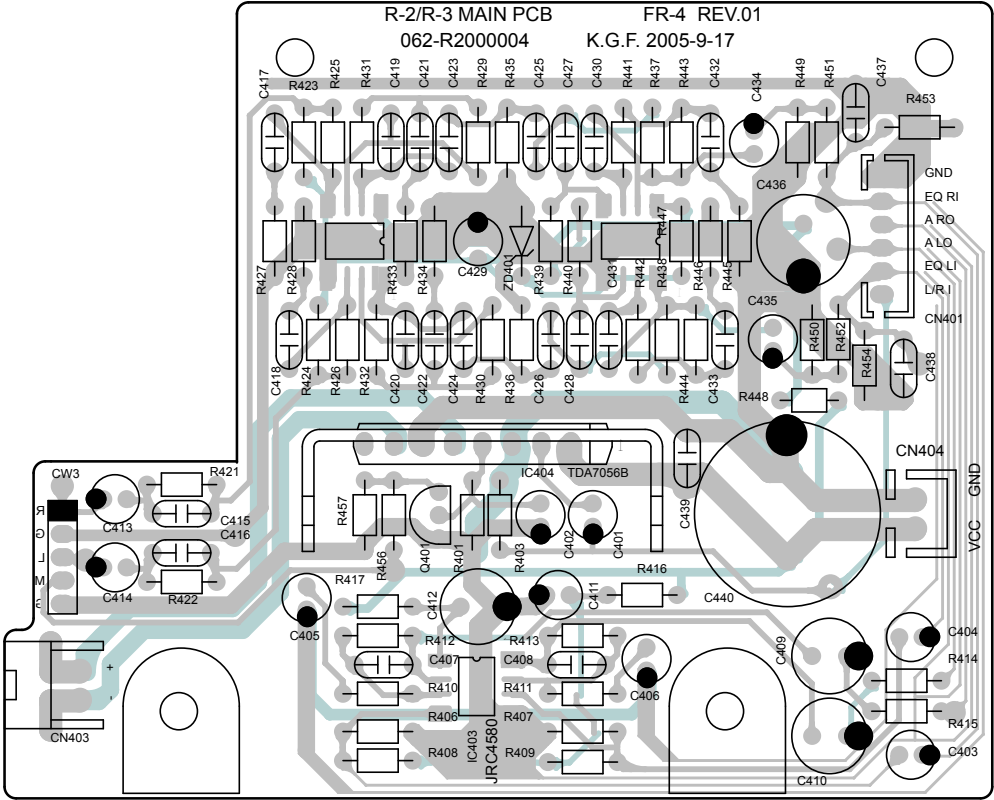 R-2/R-3 MAIN PCB FR-4 REV.01
062-R2000004 K.G.F. 2005-9-17
C417 R423 R425 R431 C419 C421 C423 R429 R435 C425 C427 C430 R441 R437 R443 C432 C434 R449 R451 C437
R453
C436
GND
EQ RI
A RO
A LO
EQ LI
L/R I
CN401
R427 R428 R433 R434 C429 ZD401 R439 R440 C431 R442 R438 R447 R446 R445
C435
R450 R452 R454 C438
C418 R424 R426 R432 C420 C422 C424 R430 R436 C426 C428 R444 C433
R448
IC404 TDA7056B
CN404
GND
VCC
CW3
R
G
L
M
R421
C413
C415
C416
C414
R422
R457 R456 Q401 R401 R403 C402 C401 C439
C440
R417
R416
C405
C412
C411
R412 R413
C407 C408
R410 R411
R406 R407
R408 R409
IC403
JRC4580
C406
C409
C410
C404
R414
R415
C403
+
-
CN403